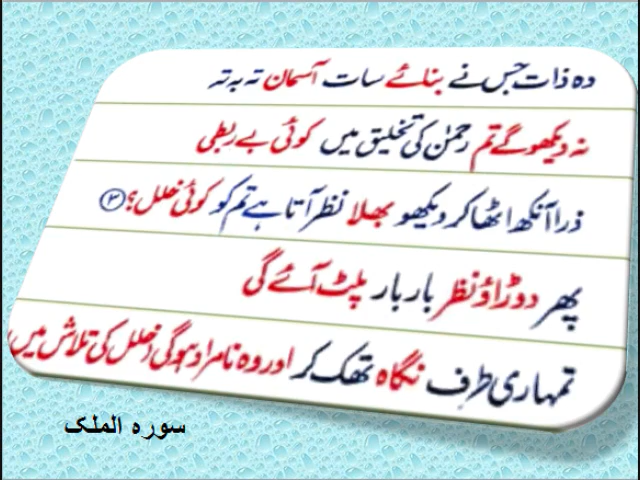 وہ ذات جس نے بنائے سات آسمان تہ بہ تہ
نہ دیکھو گے تم رحمٰن کی تخلیق میں کوئی بے ربطی
ذرا آنکھ اٹھا کر دیکھو بھلا نظر آتا ہے تم کو کوئی خلل؟ ③
پھر دوڑاؤ نظر بار بار پلٹ آئے گی
تمہاری طرف نگاہ تھک کر اور وہ نامراد ہوگی (خلل کی تلاش میں
سورہ الملک